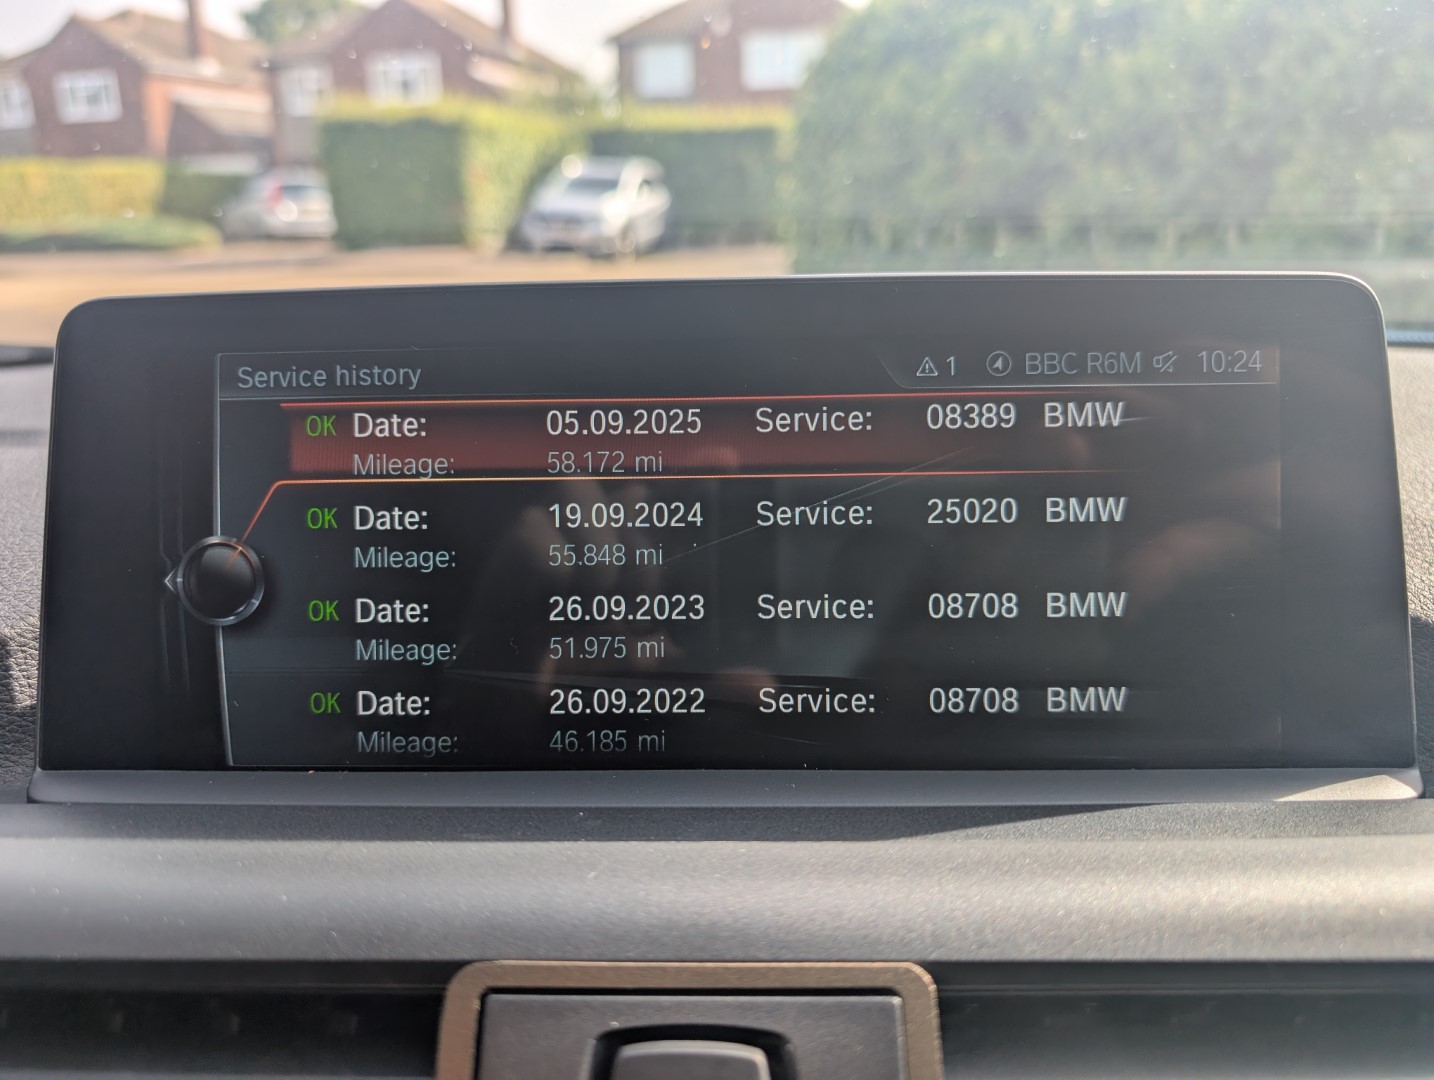 Service history 1 BBC R6M 10:24
OK Date: 05.09.2025 Service: 08389 BMW
Mileage: 58.172 mi
OK Date: 19.09.2024 Service: 25020 BMW
Mileage: 55.848 mi
OK Date: 26.09.2023 Service: 08708 BMW
Mileage: 51.975 mi
OK Date: 26.09.2022 Service: 08708 BMW
Mileage: 46.185 mi